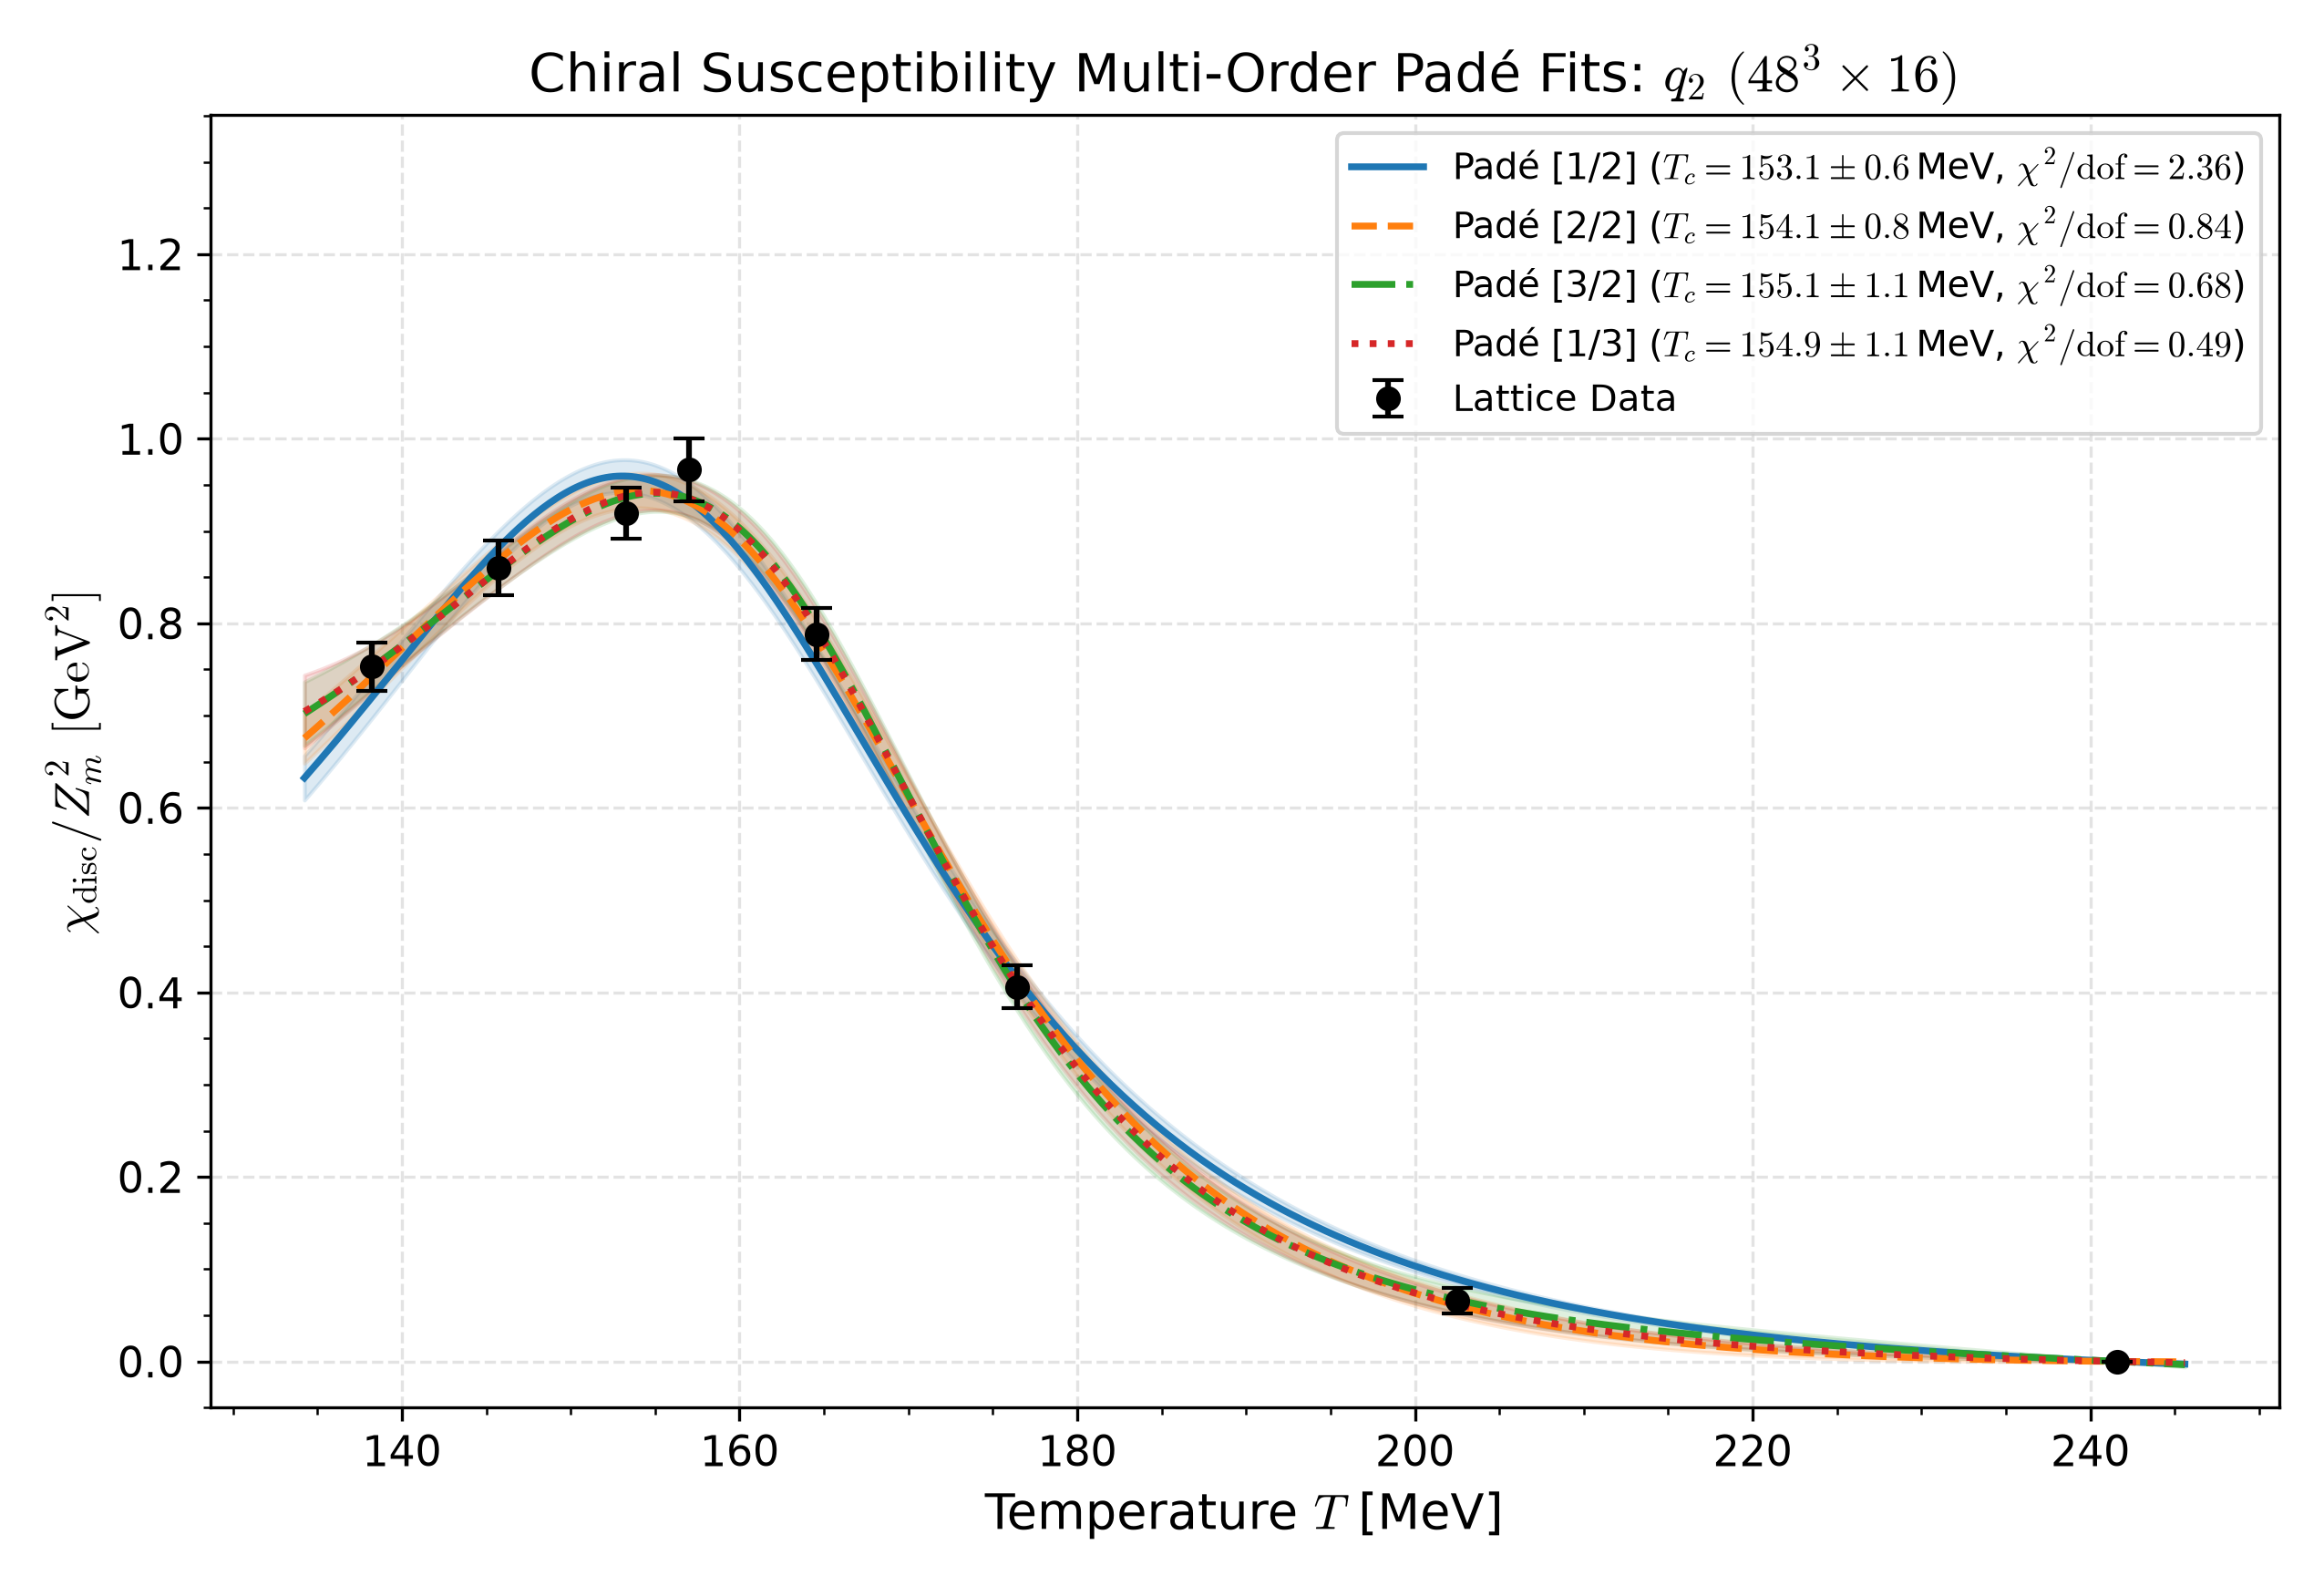 Chiral Susceptibility Multi-Order Padé Fits: q₂ (48³ × 16)
Padé [1/2] (T_c = 153.1 ± 0.6 MeV, χ²/dof = 2.36)
Padé [2/2] (T_c = 154.1 ± 0.8 MeV, χ²/dof = 0.84)
Padé [3/2] (T_c = 155.1 ± 1.1 MeV, χ²/dof = 0.68)
Padé [1/3] (T_c = 154.9 ± 1.1 MeV, χ²/dof = 0.49)
Lattice Data
χ_disc/Z_m² [GeV²]
1.2
1.0
0.8
0.6
0.4
0.2
0.0
140 160 180 200 220 240
Temperature T [MeV]